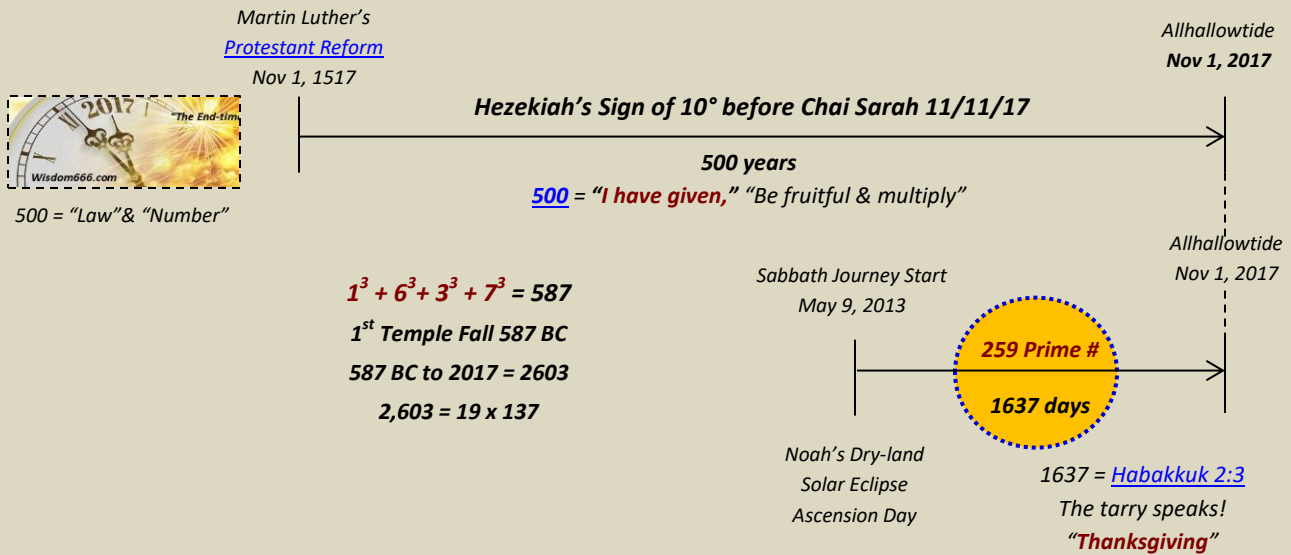 Martin Luther's
Protestant Reform
Nov 1, 1517
Allhallowtide
Nov 1, 2017
2017
"The End-tim
Wisdom666.com
500 = "Law"& "Number"
Hezekiah's Sign of 10° before Chai Sarah 11/11/17
500 years
500 = "I have given," "Be fruitful & multiply"
1³ + 6³+ 3³ + 7³ = 587
1st Temple Fall 587 BC
587 BC to 2017 = 2603
2,603 = 19 x 137
Sabbath Journey Start
May 9, 2013
Allhallowtide
Nov 1, 2017
259 Prime #
1637 days
Noah's Dry-land
Solar Eclipse
Ascension Day
1637 = Habakkuk 2:3
The tarry speaks!
"Thanksgiving"